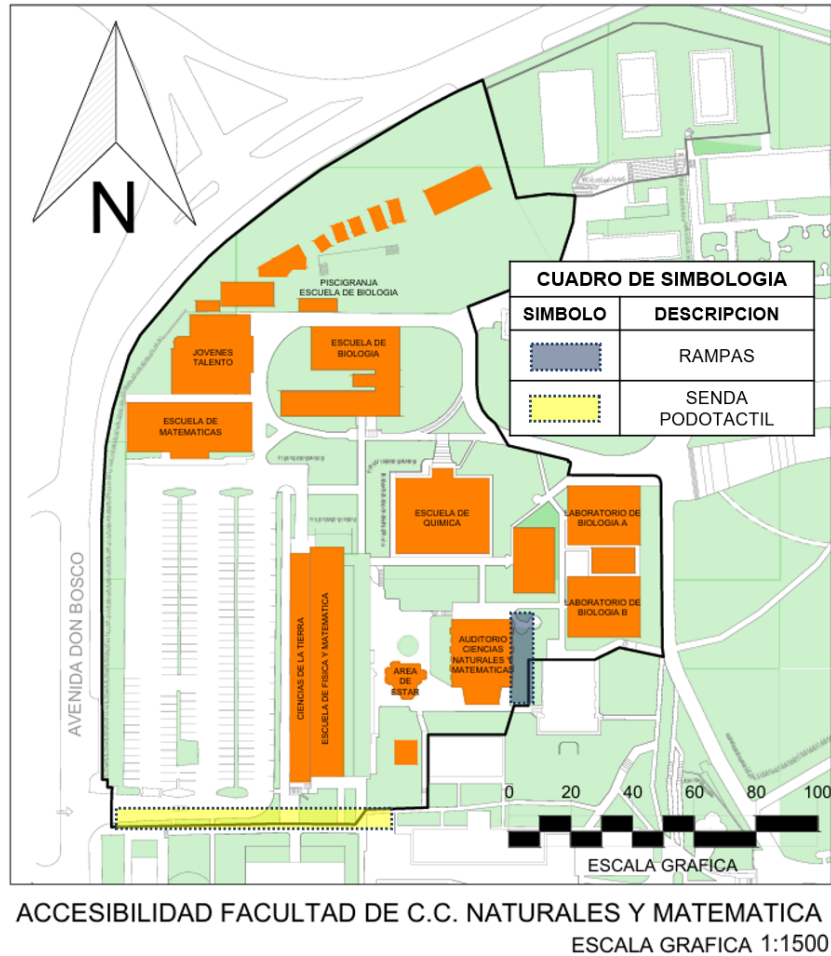 N
PISCIGRANJA
ESCUELA DE BIOLOGIA
CUADRO DE SIMBOLOGIA
SIMBOLO
DESCRIPCION
RAMPAS
SENDA
PODOTACTIL
JOVENES
TALENTO
ESCUELA DE
BIOLOGIA
ESCUELA DE
MATEMATICAS
ESCUELA DE
QUIMICA
LABORATORIO DE
BIOLOGIA A
LABORATORIO DE
BIOLOGIA B
AVENIDA DON BOSCO
CIENCIAS DE LA TIERRA
ESCUELA DE FISICA Y MATEMATICA
AUDITORIO
CIENCIAS
NATURALES Y
MATEMATICAS
AREA
DE
ESTAR
0 20 40 60 80 100
ESCALA GRAFICA
ACCESIBILIDAD FACULTAD DE C.C. NATURALES Y MATEMATICA
ESCALA GRAFICA 1:1500